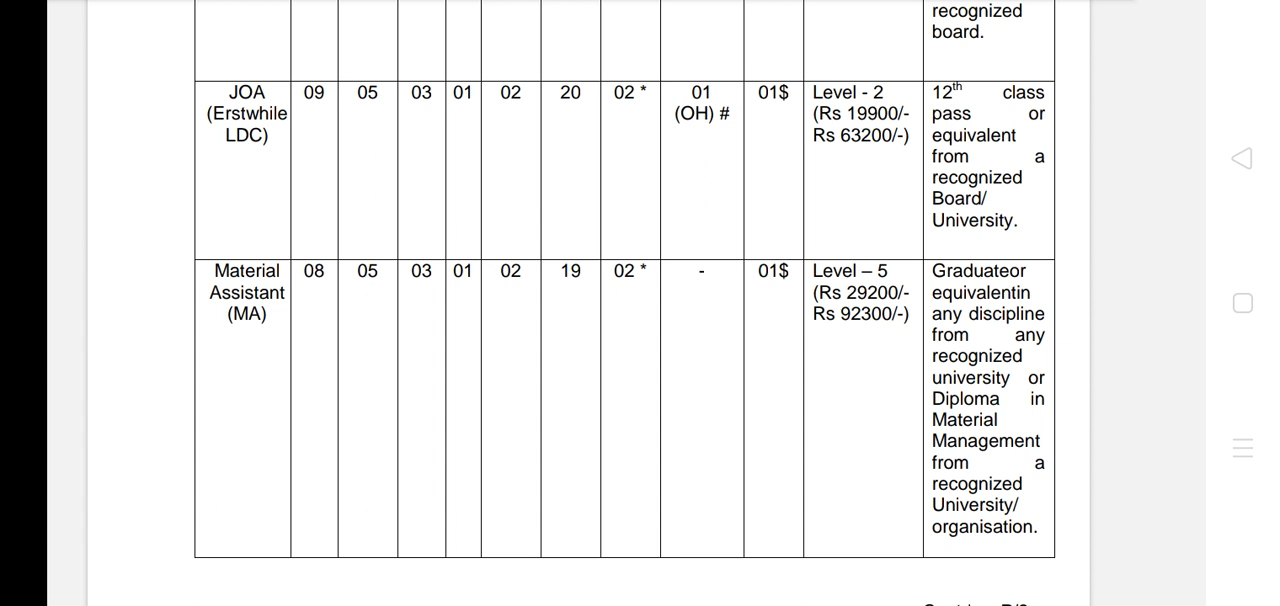 recognized
board.
JOA 09 05 03 01 02 20 02 * 01 01$ Level - 2 12th class
(Erstwhile (OH) # (Rs 19900/- pass or
LDC) Rs 63200/-) equivalent
from a
recognized
Board/
University.
Material 08 05 03 01 02 19 02 * - 01$ Level – 5 Graduateor
Assistant (Rs 29200/- equivalentin
(MA) Rs 92300/-) any discipline
from any
recognized
university or
Diploma in
Material
Management
from a
recognized
University/
organisation.